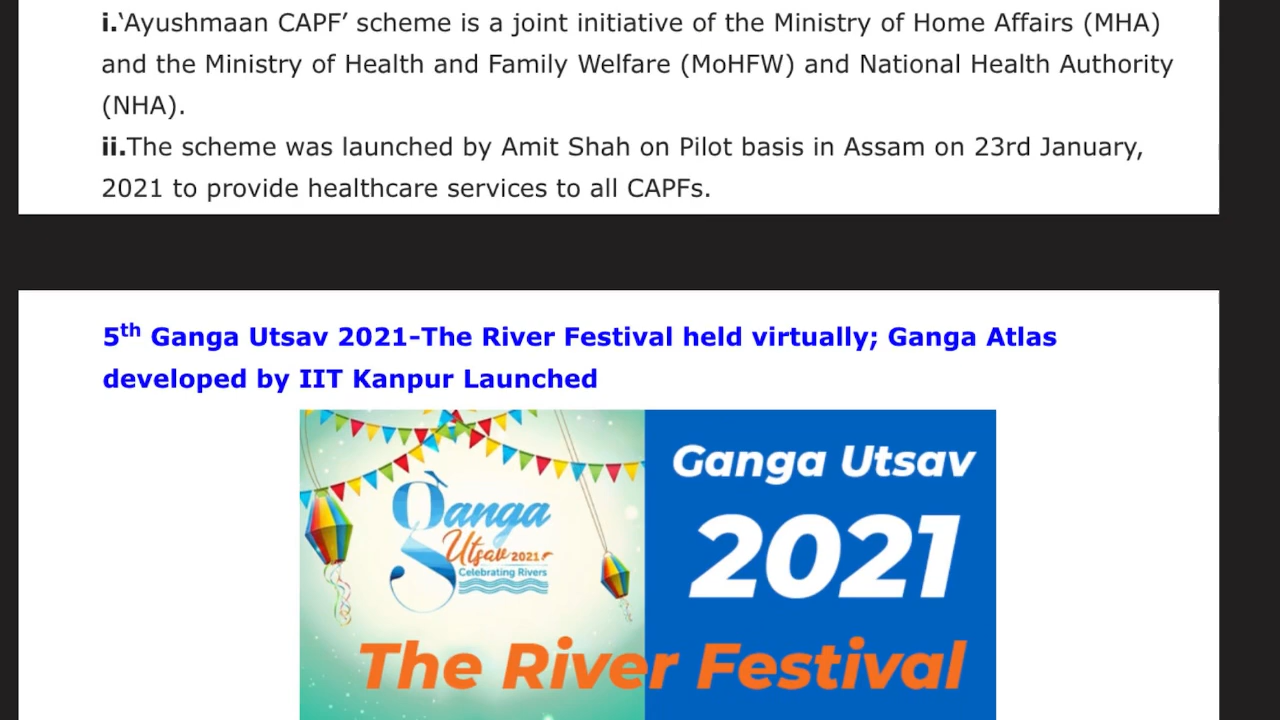 i.‘Ayushmaan CAPF’ scheme is a joint initiative of the Ministry of Home Affairs (MHA)
and the Ministry of Health and Family Welfare (MoHFW) and National Health Authority
(NHA).
ii.The scheme was launched by Amit Shah on Pilot basis in Assam on 23rd January,
2021 to provide healthcare services to all CAPFs.
5th Ganga Utsav 2021-The River Festival held virtually; Ganga Atlas
developed by IIT Kanpur Launched
Ganga
Utsav 2021
Celebrating Rivers
Ganga Utsav
2021
The River Festival